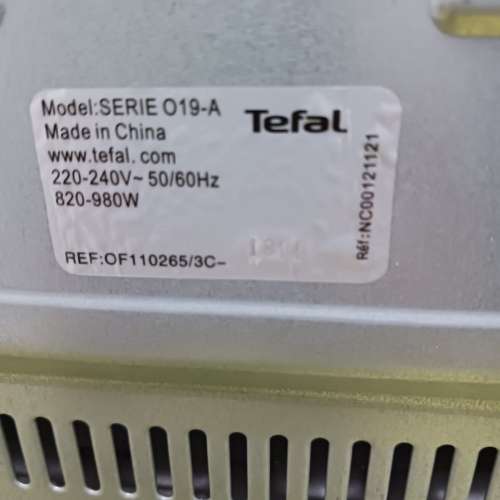 Model:SERIE O19-A
Tefal
Made in China
www.tefal.com
220-240V~ 50/60Hz
820-980W
REF:OF110265/3C-
Réf:NC00121121